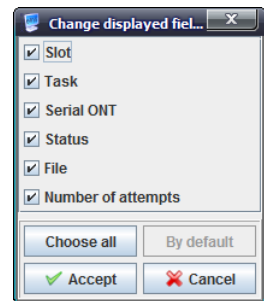 Change displayed fiel...
Slot
Task
Serial ONT
Status
File
Number of attempts
Choose all By default
Accept Cancel